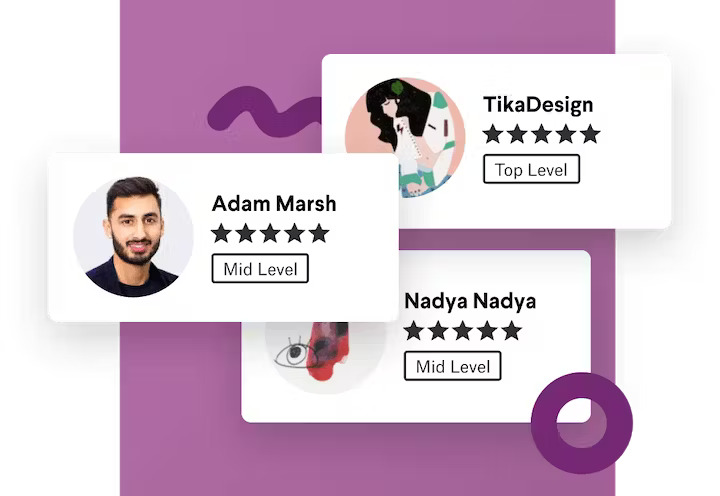 TikaDesign
Top Level
Adam Marsh
Mid Level
Nadya Nadya
Mid Level